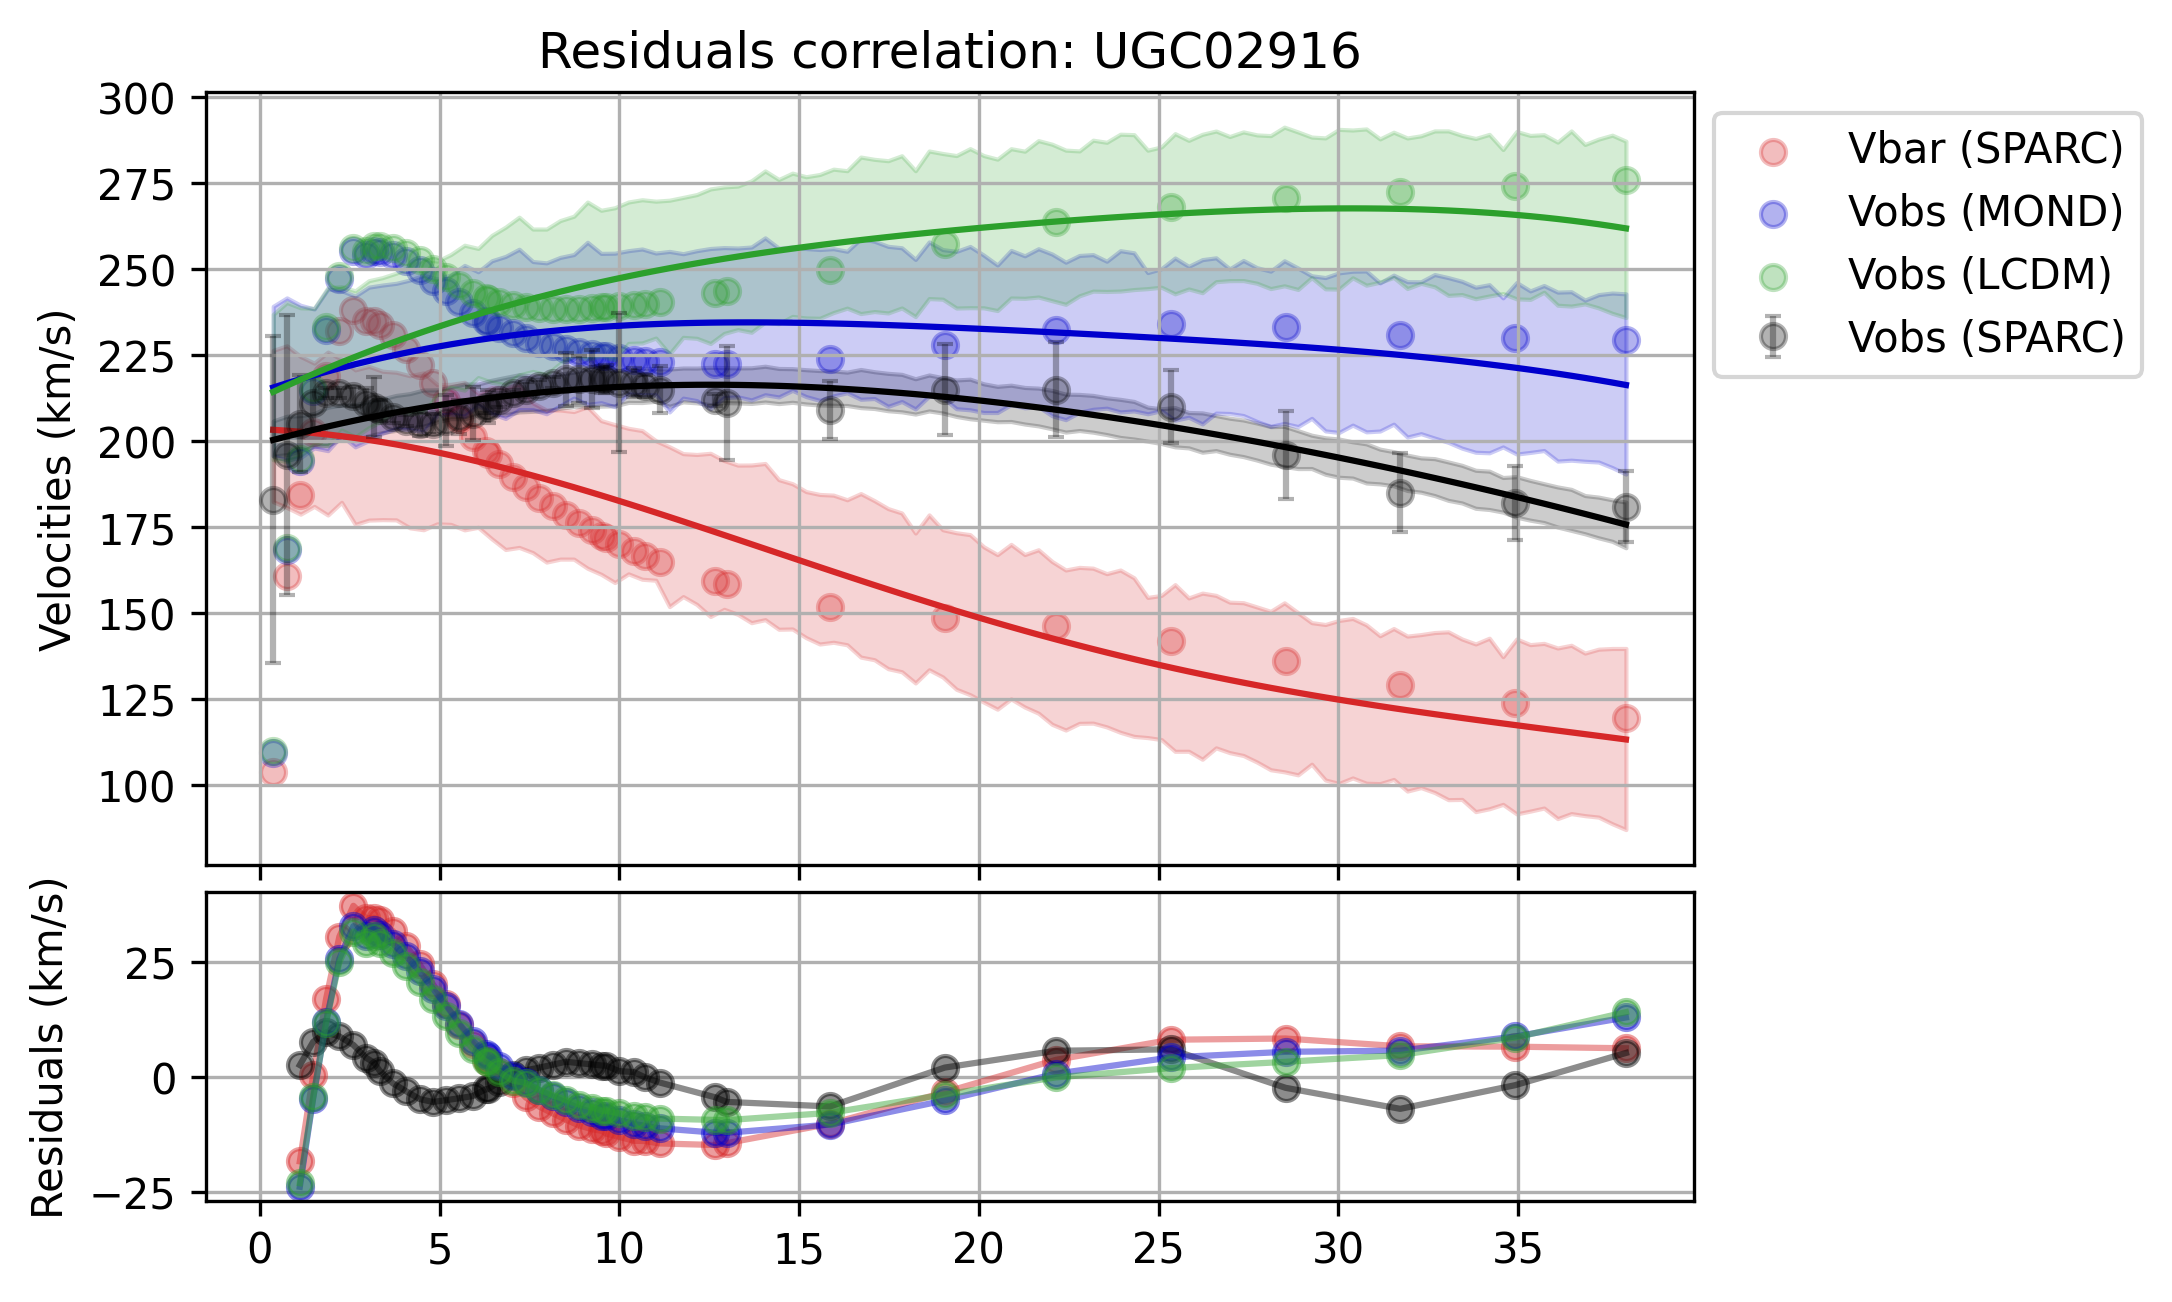 Residuals correlation: UGC02916
300
275
250
225
200
175
150
125
100
Velocities (km/s)
Vbar (SPARC)
Vobs (MOND)
Vobs (LCDM)
Vobs (SPARC)
25
0
−25
Residuals (km/s)
0 5 10 15 20 25 30 35